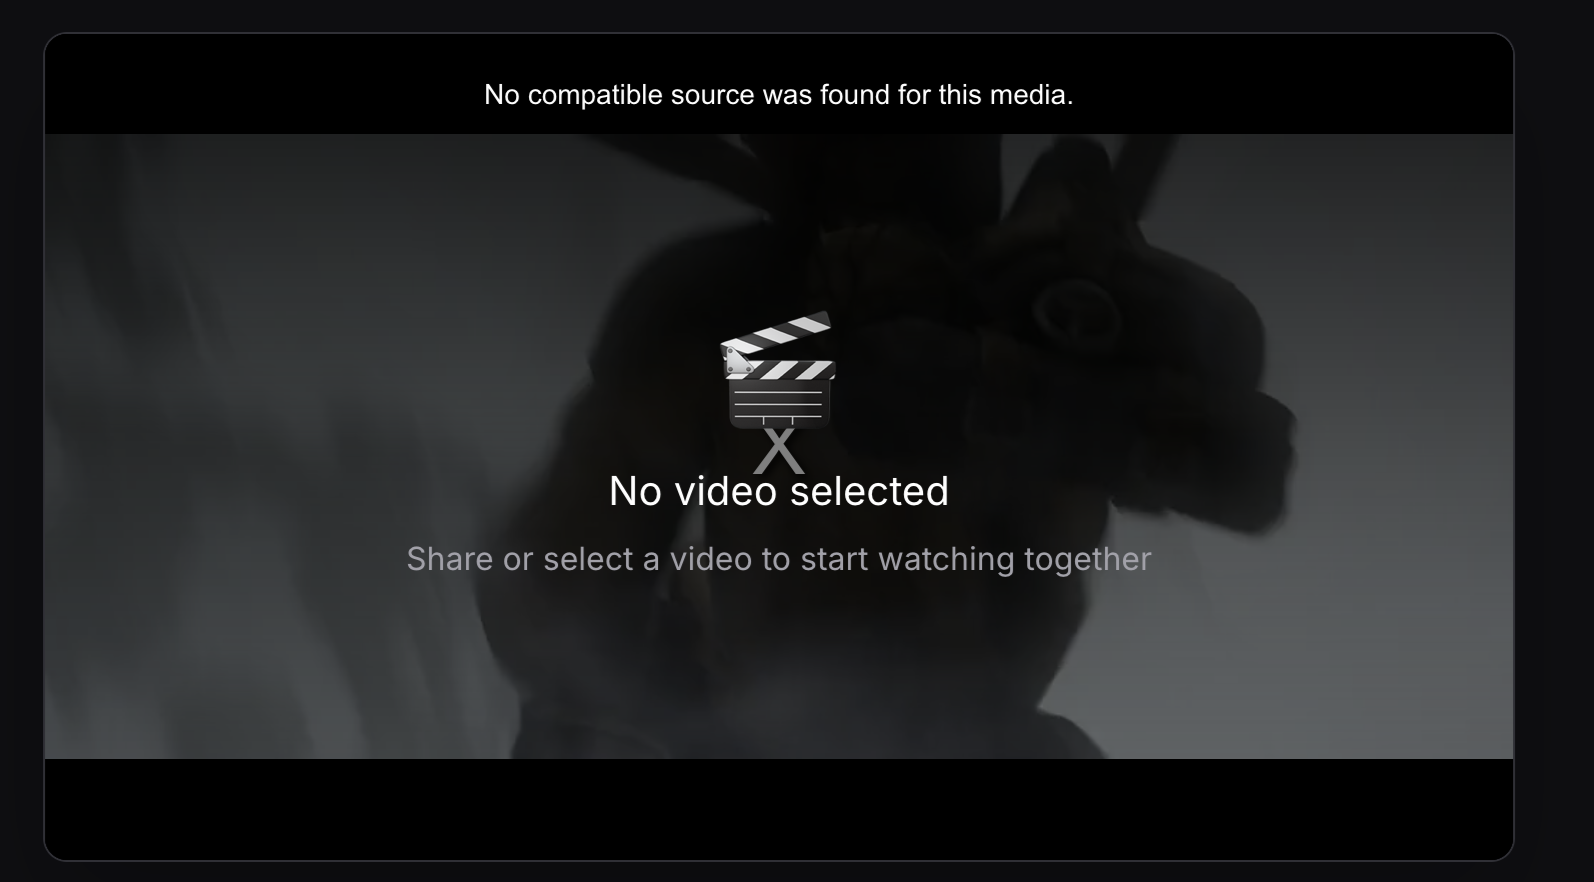 No compatible source was found for this media.
No video selected
Share or select a video to start watching together